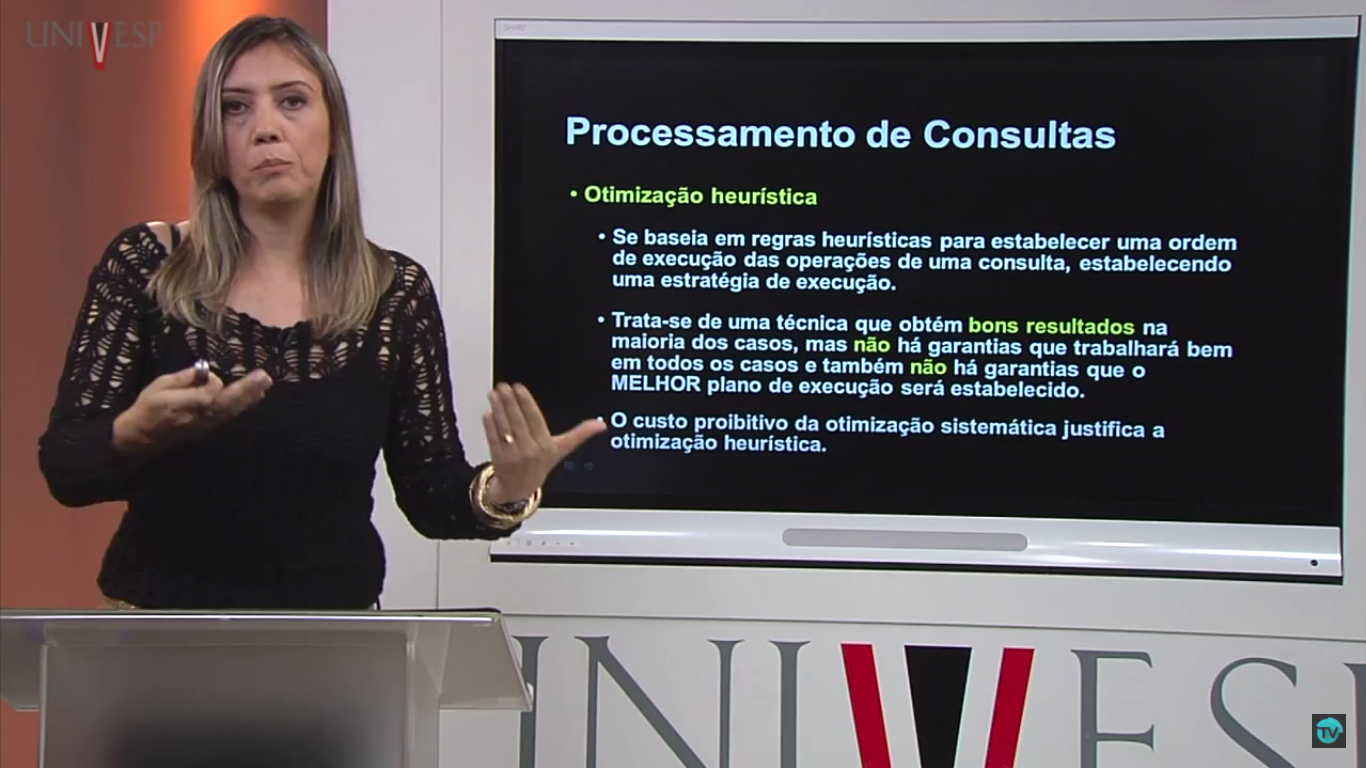 UNIVESP
SMART
Processamento de Consultas
• Otimização heurística
• Se baseia em regras heurísticas para estabelecer uma ordem
de execução das operações de uma consulta, estabelecendo
uma estratégia de execução.
• Trata-se de uma técnica que obtém bons resultados na
maioria dos casos, mas não há garantias que trabalhará bem
em todos os casos e também não há garantias que o
MELHOR plano de execução será estabelecido.
• O custo proibitivo da otimização sistemática justifica a
otimização heurística.
UNIVESP
TV